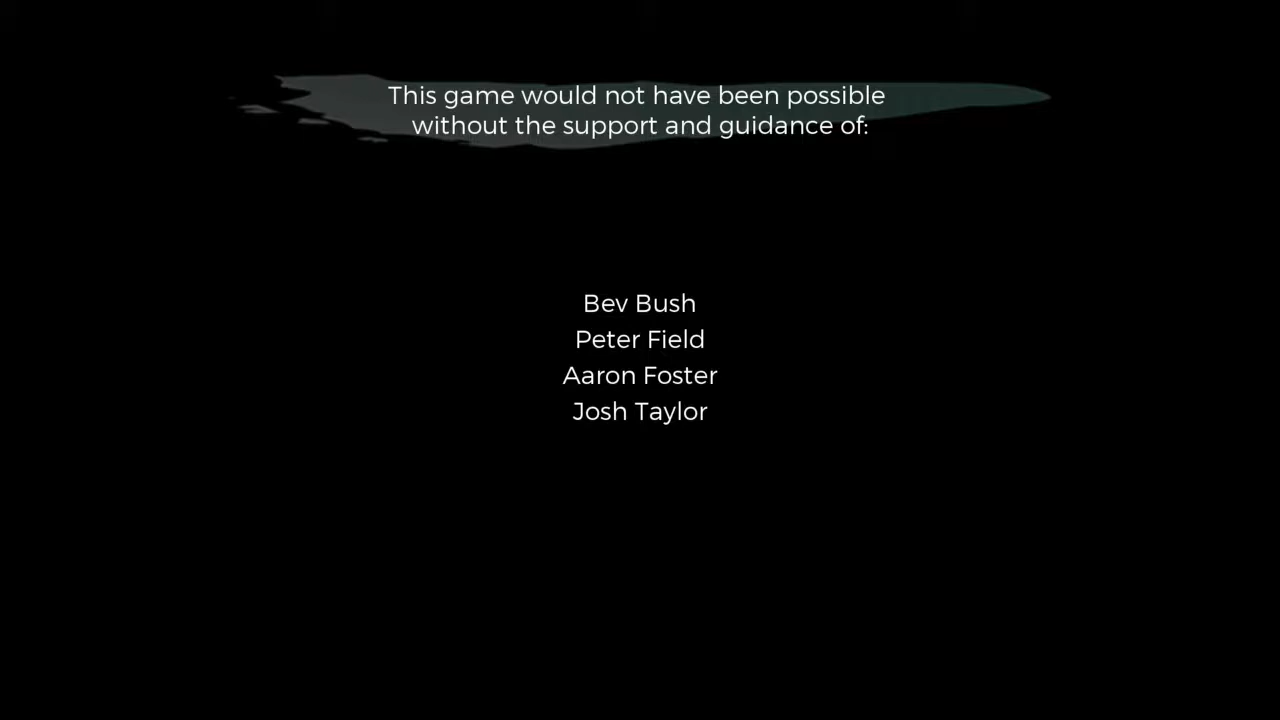 This game would not have been possible
without the support and guidance of:
Bev Bush
Peter Field
Aaron Foster
Josh Taylor